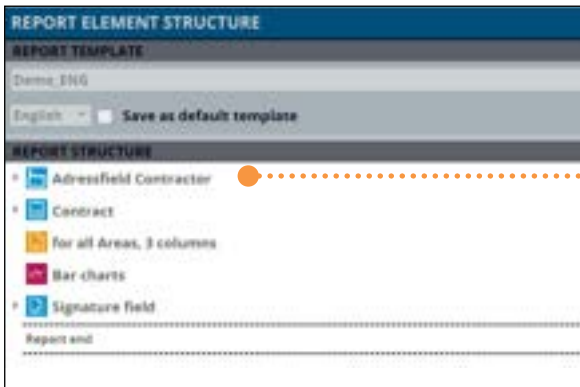 REPORT ELEMENT STRUCTURE
REPORT TEMPLATE
Demo_ENG
English Save as default template
REPORT STRUCTURE
Adressfield Contractor
Contract
for all Areas, 3 columns
Bar charts
Signature field
Report end